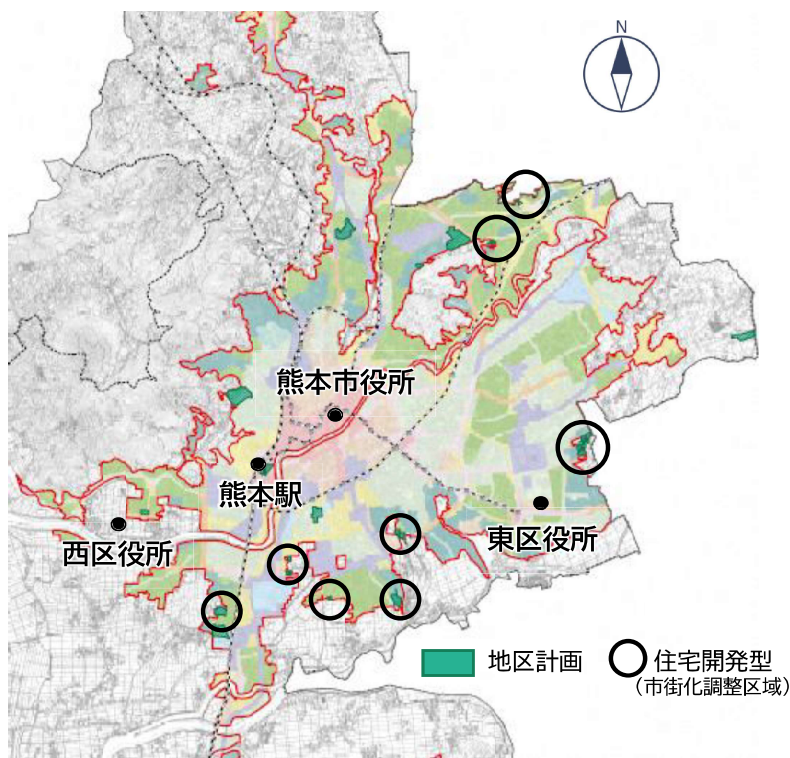 N
熊本市役所
熊本駅
西区役所
東区役所
地区計画
住宅開発型
(市街化調整区域)